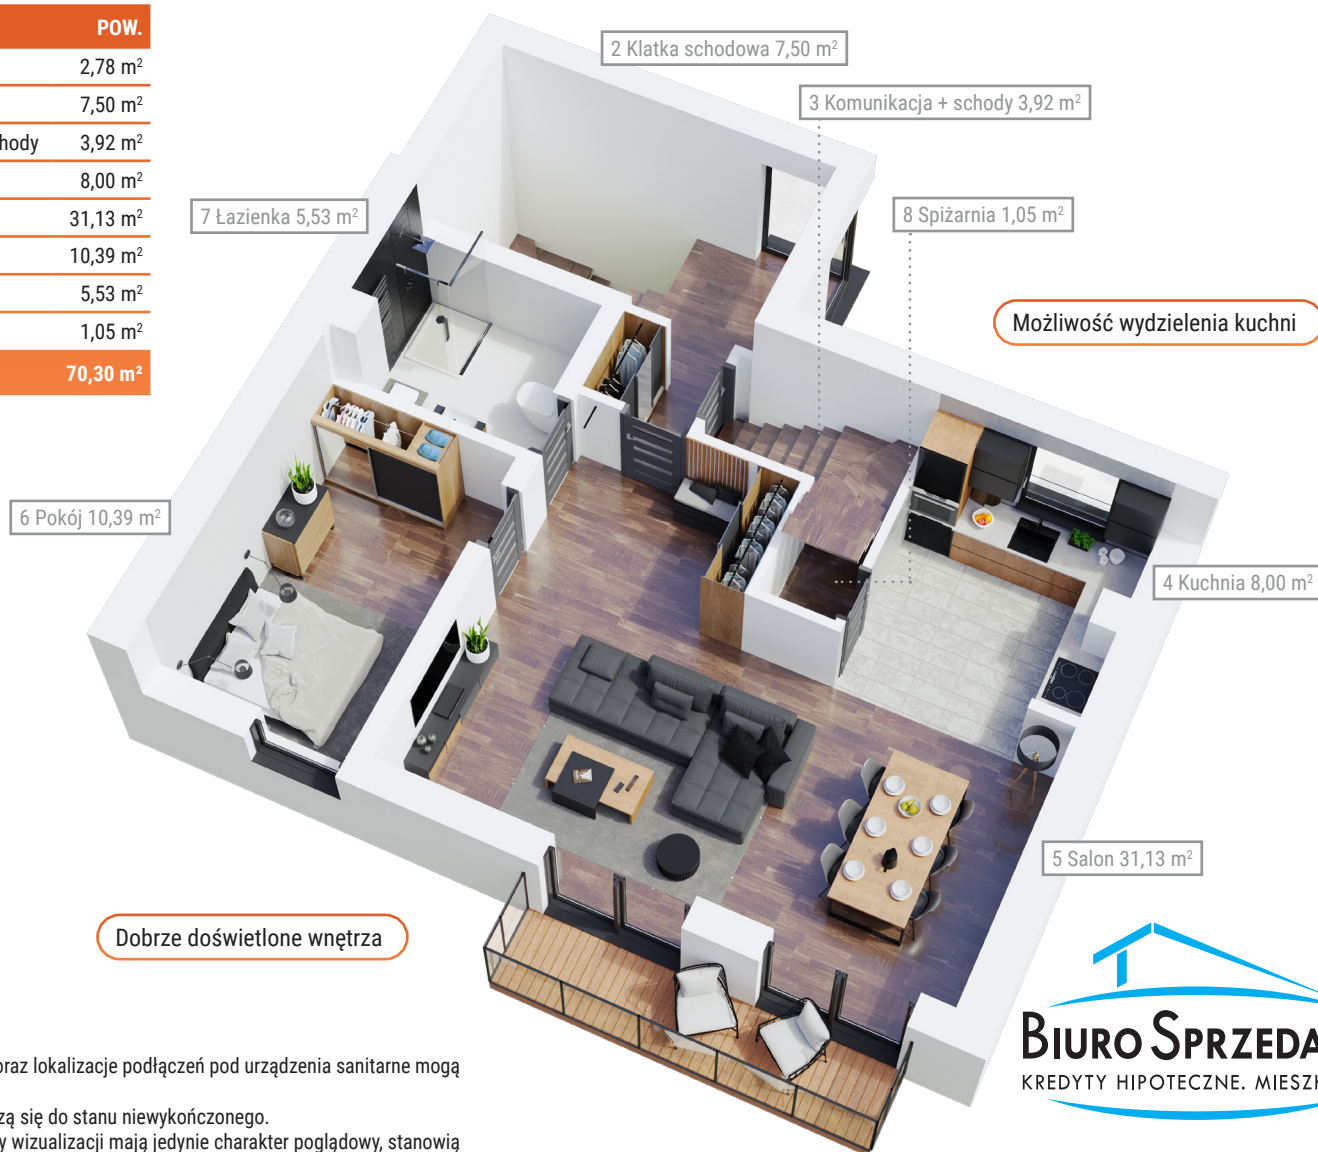 POW.
2,78 m²
7,50 m²
hody 3,92 m²
8,00 m²
31,13 m²
10,39 m²
5,53 m²
1,05 m²
70,30 m²
2 Klatka schodowa 7,50 m²
3 Komunikacja + schody 3,92 m²
7 Łazienka 5,53 m²
8 Spiżarnia 1,05 m²
Możliwość wydzielenia kuchni
6 Pokój 10,39 m²
4 Kuchnia 8,00 m²
5 Salon 31,13 m²
Dobrze doświetlone wnętrza
BIURO SPRZEDA
KREDYTY HIPOTECZNE. MIESZK
oraz lokalizacje podłączeń pod urządzenia sanitarne mogą
zą się do stanu niewykończonego.
y wizualizacji mają jedynie charakter poglądowy, stanowią